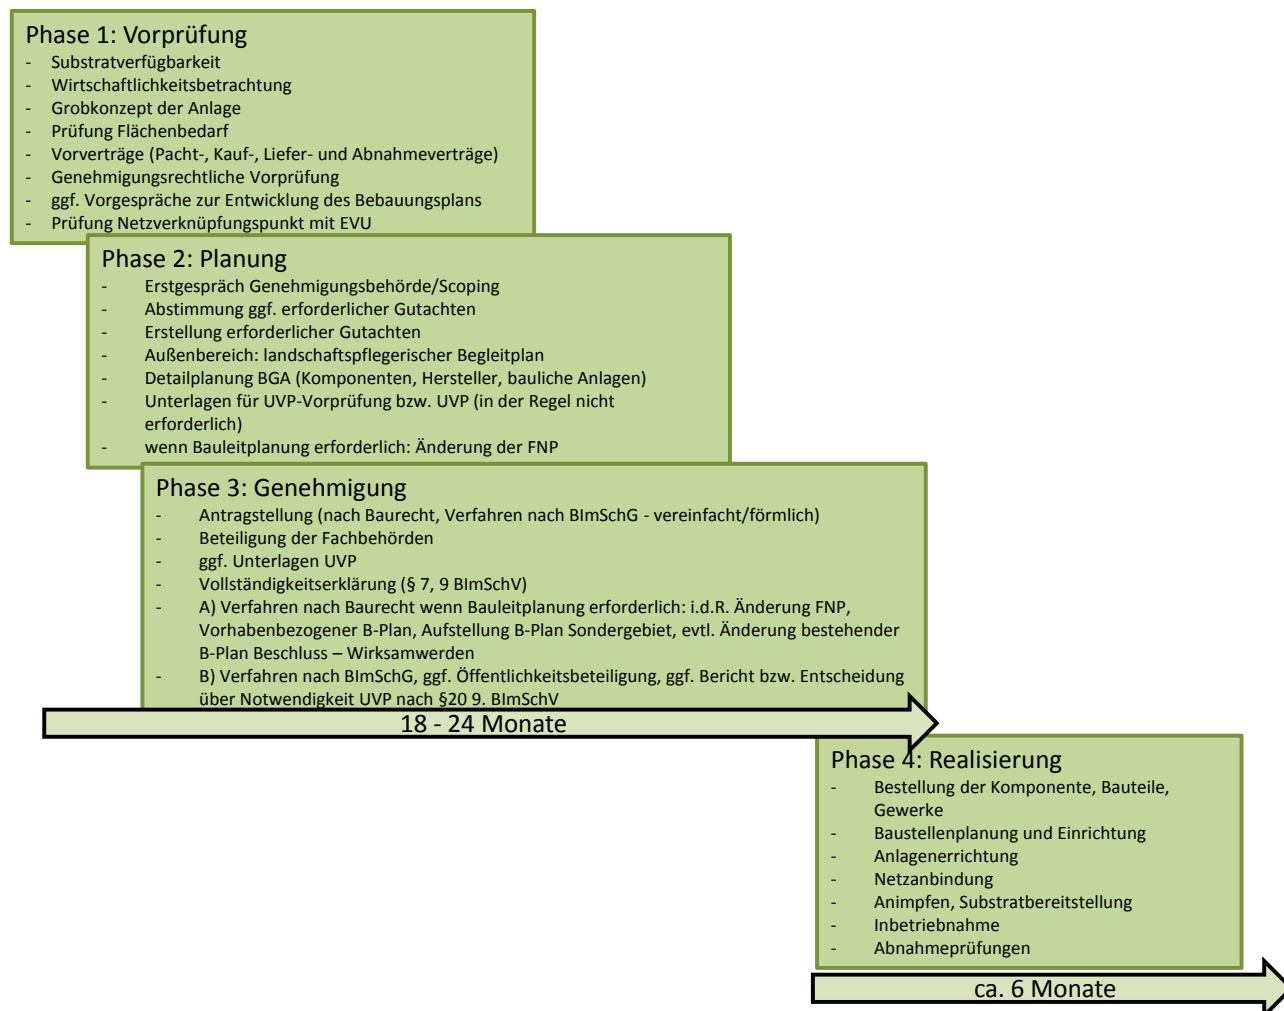 Phase 1: Vorprüfung
- Substratverfügbarkeit
- Wirtschaftlichkeitsbetrachtung
- Grobkonzept der Anlage
- Prüfung Flächenbedarf
- Vorverträge (Pacht-, Kauf-, Liefer- und Abnahmeverträge)
- Genehmigungsrechtliche Vorprüfung
- ggf. Vorgespräche zur Entwicklung des Bebauungsplans
- Prüfung Netzverknüpfungspunkt mit EVU
Phase 2: Planung
- Erstgespräch Genehmigungsbehörde/Scoping
- Abstimmung ggf. erforderlicher Gutachten
- Erstellung erforderlicher Gutachten
- Außenbereich: landschaftspflegerischer Begleitplan
- Detailplanung BGA (Komponenten, Hersteller, bauliche Anlagen)
- Unterlagen für UVP-Vorprüfung bzw. UVP (in der Regel nicht
erforderlich)
- wenn Bauleitplanung erforderlich: Änderung der FNP
Phase 3: Genehmigung
- Antragstellung (nach Baurecht, Verfahren nach BImSchG - vereinfacht/förmlich)
- Beteiligung der Fachbehörden
- ggf. Unterlagen UVP
- Vollständigkeitserklärung (§ 7, 9 BImSchV)
- A) Verfahren nach Baurecht wenn Bauleitplanung erforderlich: i.d.R. Änderung FNP,
Vorhabenbezogener B-Plan, Aufstellung B-Plan Sondergebiet, evtl. Änderung bestehender
B-Plan Beschluss – Wirksamwerden
- B) Verfahren nach BImSchG, ggf. Öffentlichkeitsbeteiligung, ggf. Bericht bzw. Entscheidung
über Notwendigkeit UVP nach §20 9. BImSchV
18 - 24 Monate
Phase 4: Realisierung
- Bestellung der Komponente, Bauteile,
Gewerke
- Baustellenplanung und Einrichtung
- Anlagenerrichtung
- Netzanbindung
- Animpfen, Substratbereitstellung
- Inbetriebnahme
- Abnahmeprüfungen
ca. 6 Monate